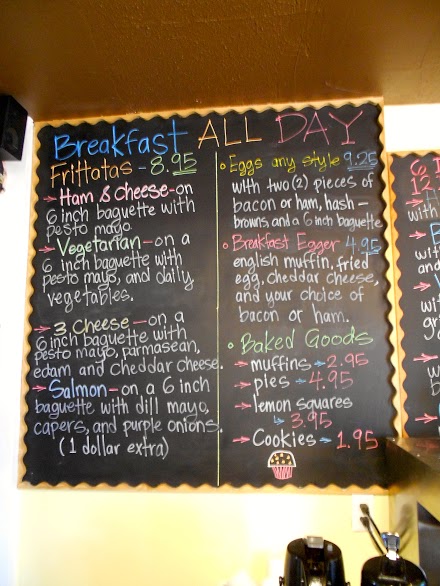 Breakfast ALL DAY
Frittatas - 8.95
→ Ham & cheese - on
6 inch baguette with
pesto mayo.
→ Vegetarian - on a
6 inch baguette with
pesto mayo, and daily
vegetables.
→ 3 Cheese - on a
6 inch baguette with
pesto mayo, parmasean,
edam and cheddar cheese.
→ Salmon - on a 6 inch
baguette with dill mayo,
capers, and purple onions.
(1 dollar extra)
• Eggs any style 9.25
with two (2) pieces of
bacon or ham, hash -
browns, and a 6 inch baguette
• Breakfast Egger 4.95
english muffin, fried
egg, cheddar cheese,
and your choice of
bacon or ham.
• Baked Goods
→ muffins → 2.95
→ pies → 4.95
→ lemon squares
↳ 3.95
→ Cookies → 1.95